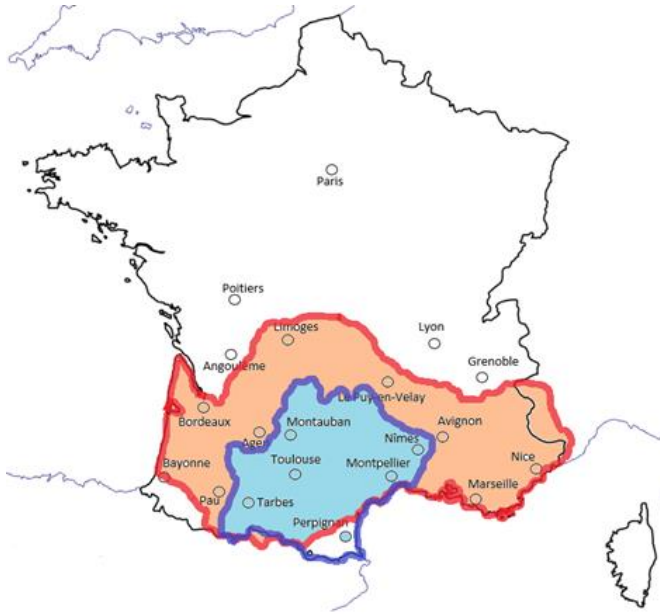 Paris
Poitiers
Limoges
Lyon
Angoulême
Grenoble
Le Puy-en-Velay
Bordeaux
Montauban
Avignon
Agen
Nîmes
Bayonne
Toulouse
Montpellier
Nice
Pau
Tarbes
Marseille
Perpignan